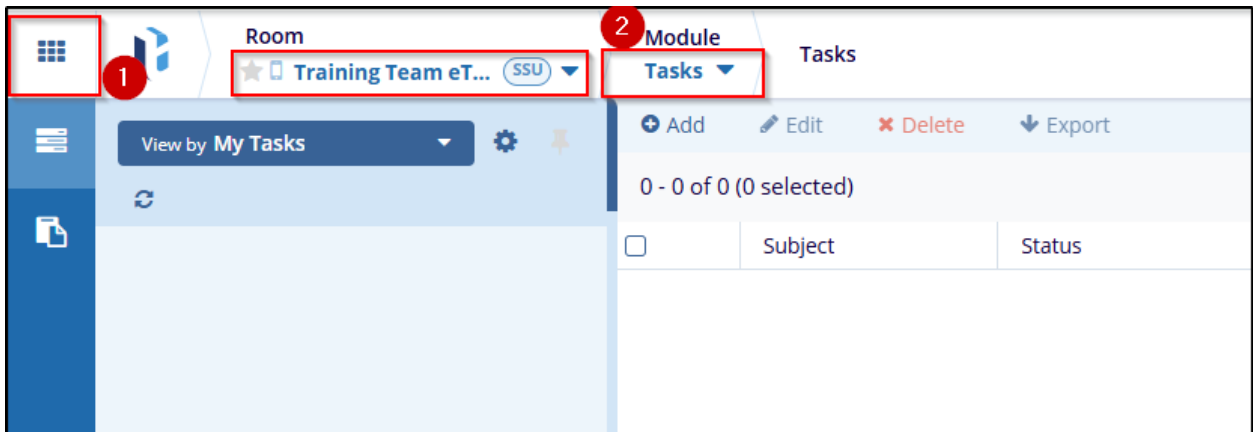 Room
Training Team eT... SSU
1
2
Module
Tasks
Tasks
View by My Tasks
Add Edit Delete Export
0 - 0 of 0 (0 selected)
Subject Status